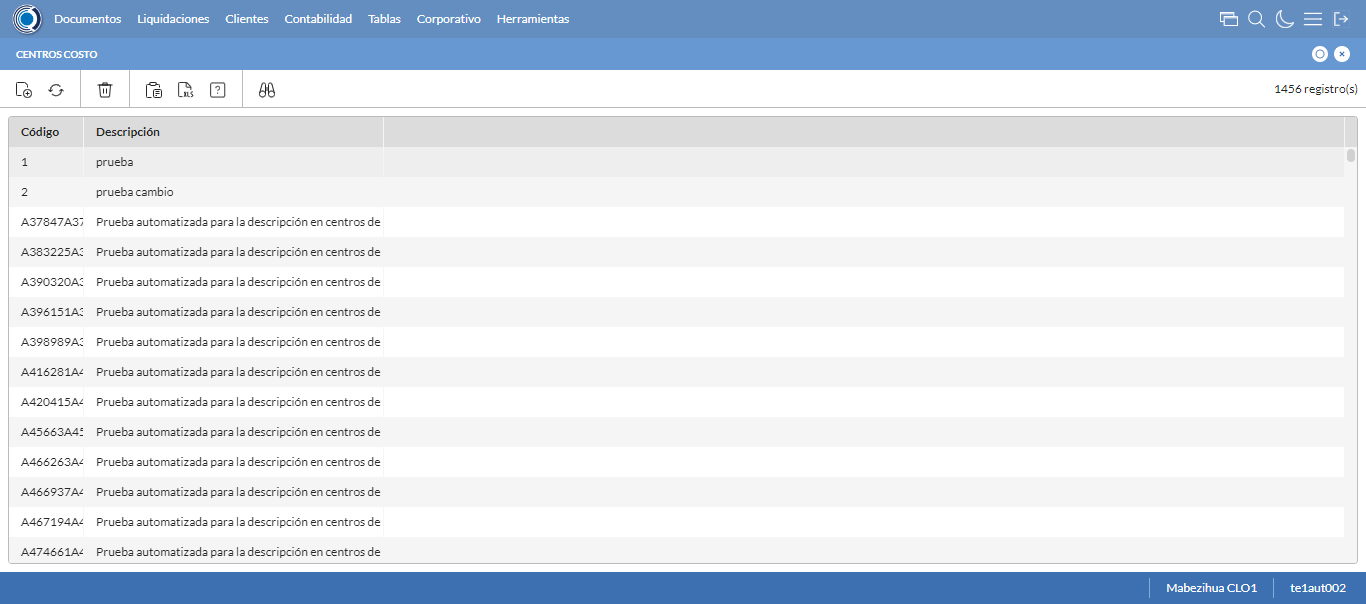 Documentos Liquidaciones Clientes Contabilidad Tablas Corporativo Herramientas
CENTROS COSTO
XLS ? 1456 registro(s)
Código Descripción
1 prueba
2 prueba cambio
A37847A37 Prueba automatizada para la descripción en centros de
A383225A3 Prueba automatizada para la descripción en centros de
A390320A3 Prueba automatizada para la descripción en centros de
A396151A3 Prueba automatizada para la descripción en centros de
A398989A3 Prueba automatizada para la descripción en centros de
A416281A4 Prueba automatizada para la descripción en centros de
A420415A4 Prueba automatizada para la descripción en centros de
A45663A45 Prueba automatizada para la descripción en centros de
A466263A4 Prueba automatizada para la descripción en centros de
A466937A4 Prueba automatizada para la descripción en centros de
A467194A4 Prueba automatizada para la descripción en centros de
A474661A4 Prueba automatizada para la descripción en centros de
Mabezihua CLO1 te1aut002